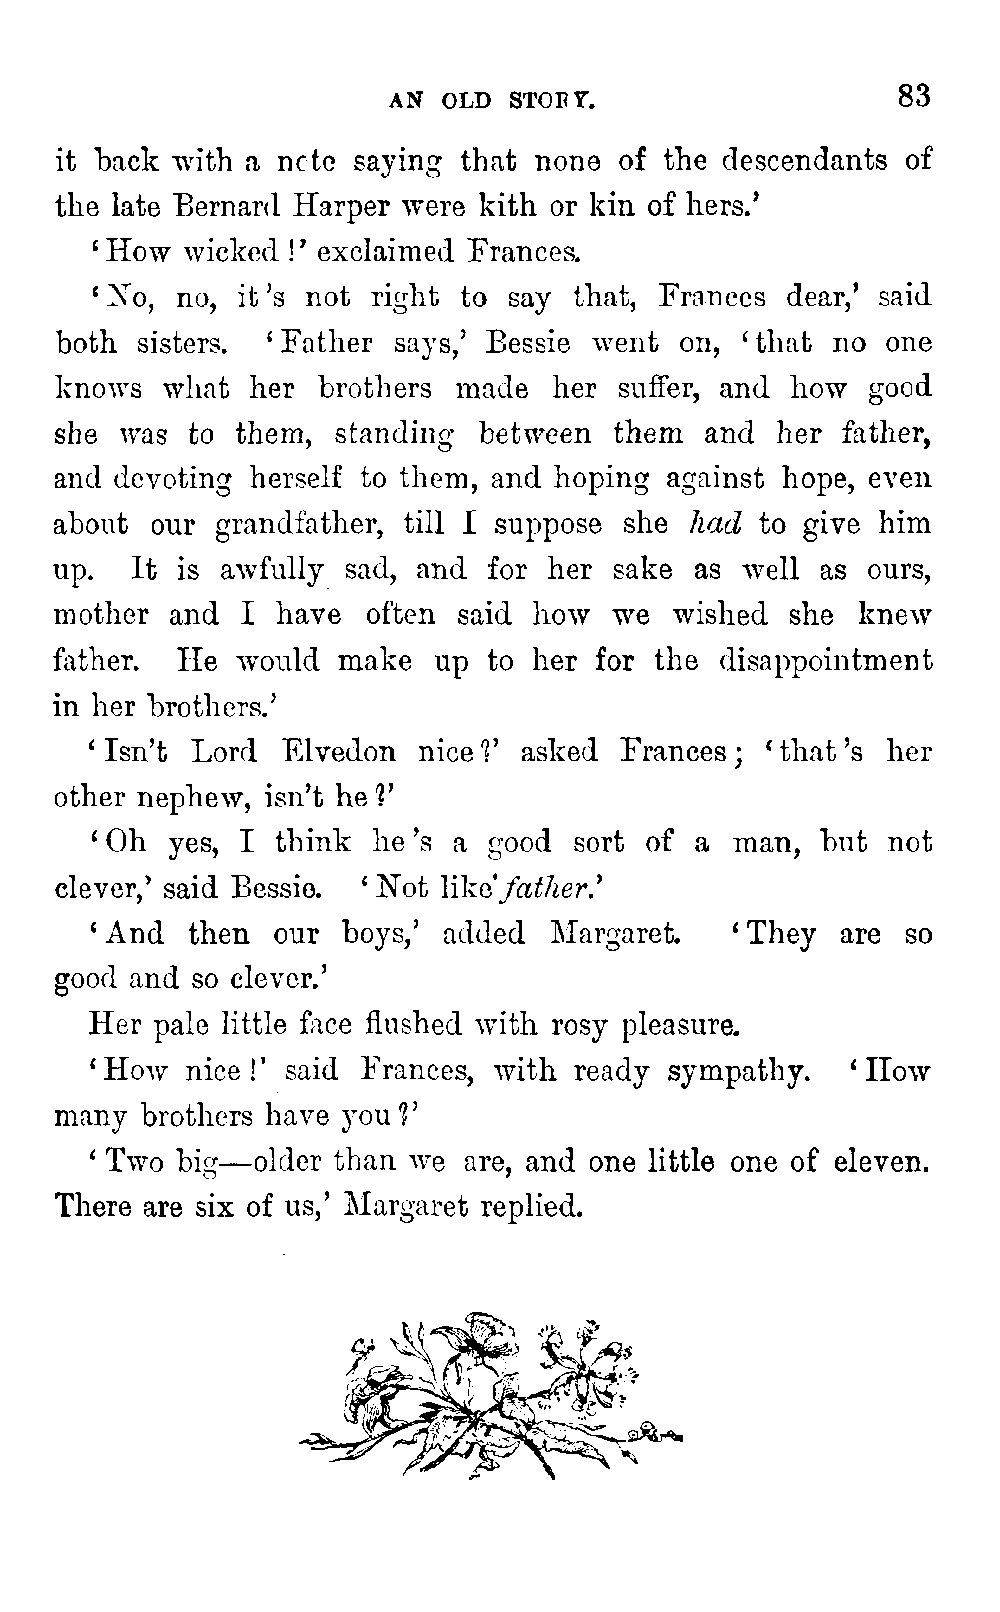 AN OLD STORY. 83
it back with a note saying that none of the descendants of
the late Bernard Harper were kith or kin of hers.’
‘How wicked!’ exclaimed Frances.
‘No, no, it’s not right to say that, Frances dear,’ said
both sisters. ‘Father says,’ Bessie went on, ‘that no one
knows what her brothers made her suffer, and how good
she was to them, standing between them and her father,
and devoting herself to them, and hoping against hope, even
about our grandfather, till I suppose she had to give him
up. It is awfully sad, and for her sake as well as ours,
mother and I have often said how we wished she knew
father. He would make up to her for the disappointment
in her brothers.’
‘Isn’t Lord Elvedon nice?’ asked Frances; ‘that’s her
other nephew, isn’t he?’
‘Oh yes, I think he’s a good sort of a man, but not
clever,’ said Bessie. ‘Not like father.’
‘And then our boys,’ added Margaret. ‘They are so
good and so clever.’
Her pale little face flushed with rosy pleasure.
‘How nice!’ said Frances, with ready sympathy. ‘How
many brothers have you?’
‘Two big—older than we are, and one little one of eleven.
There are six of us,’ Margaret replied.